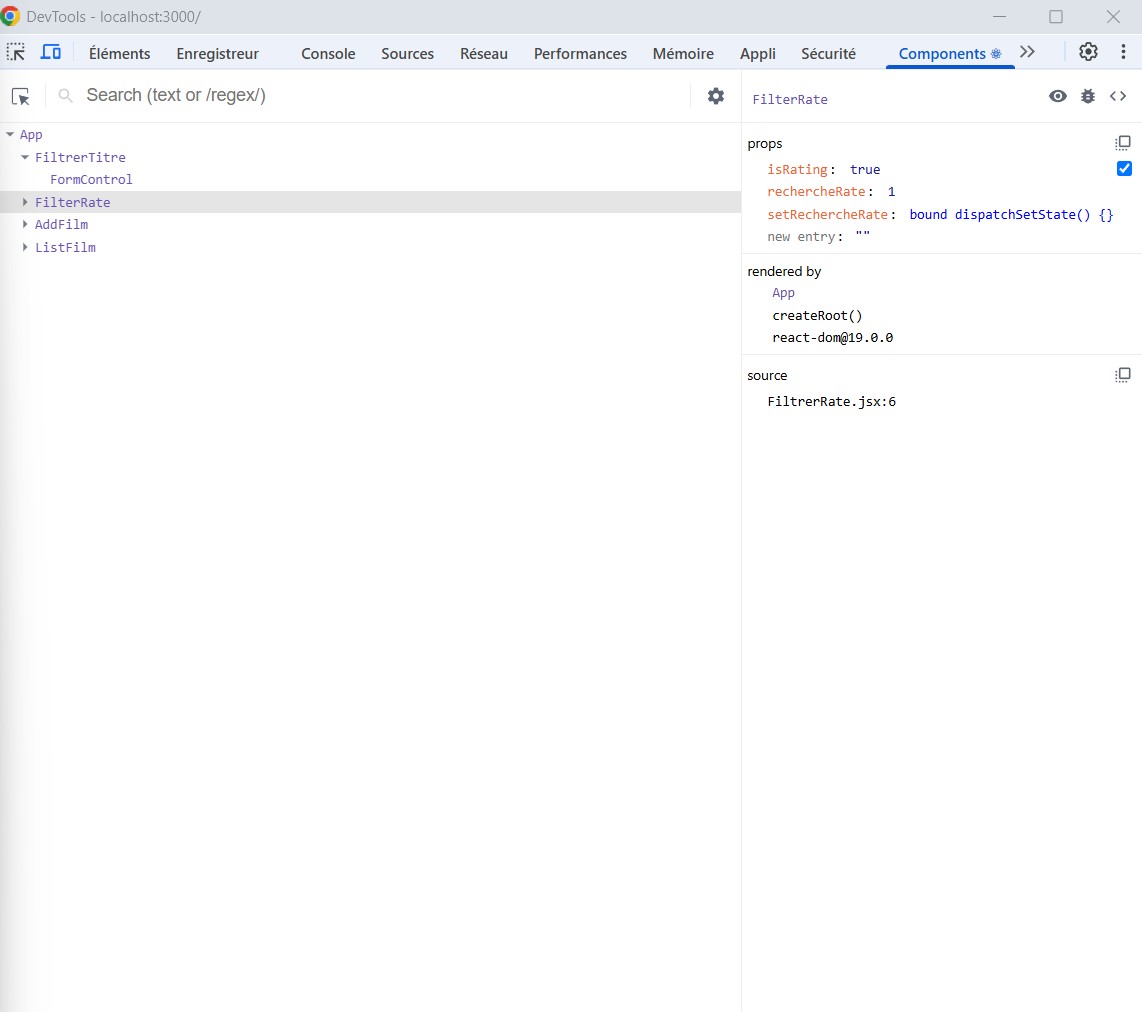 DevTools - localhost:3000/
Éléments Enregistreur Console Sources Réseau Performances Mémoire Appli Sécurité Components
Search (text or /regex/)
FilterRate
App
FiltrerTitre
FormControl
FilterRate
AddFilm
ListFilm
props
isRating: true
rechercheRate: 1
setRechercheRate: bound dispatchSetState() {}
new entry: ""
rendered by
App
createRoot()
react-dom@19.0.0
source
FiltrerRate.jsx:6